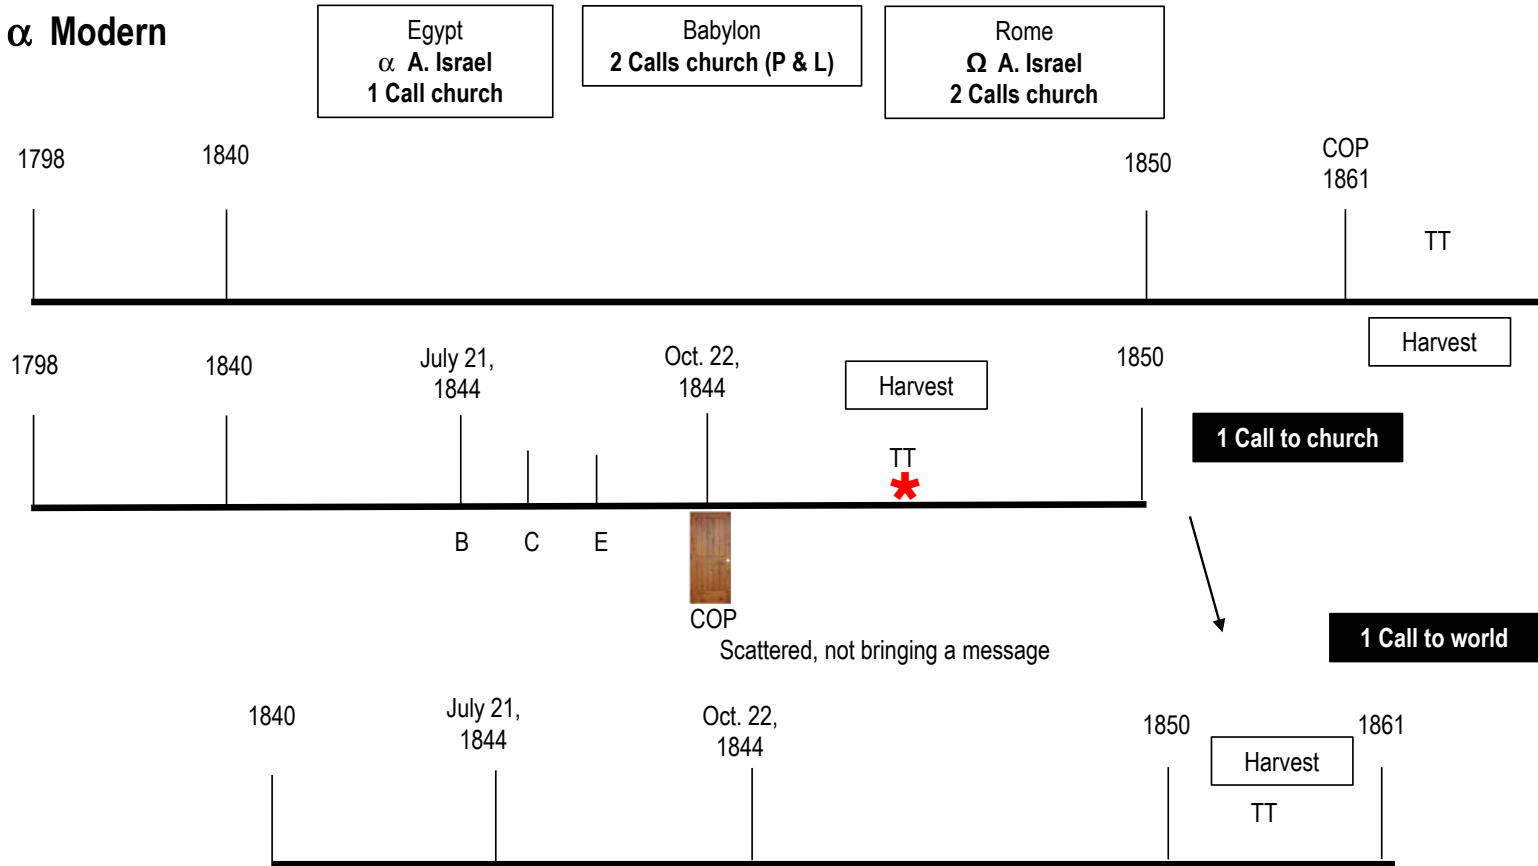 α Modern
Egypt
α A. Israel
1 Call church
Babylon
2 Calls church (P & L)
Rome
Ω A. Israel
2 Calls church
1798
1840
1850
COP
1861
TT
Harvest
1798
1840
July 21,
1844
Oct. 22,
1844
Harvest
1850
TT
*
1 Call to church
B
C
E
COP
Scattered, not bringing a message
1 Call to world
1840
July 21,
1844
Oct. 22,
1844
1850
1861
Harvest
TT